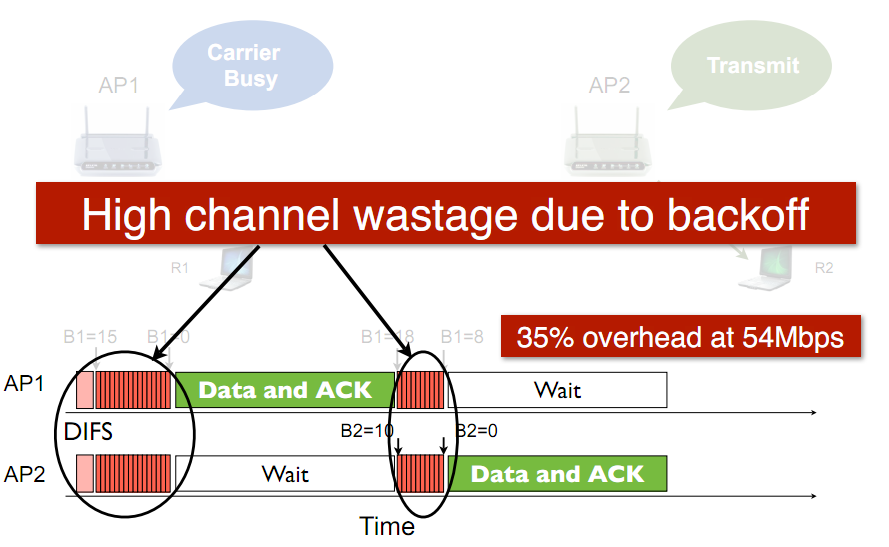 Carrier
Busy
Transmit
AP1
AP2
High channel wastage due to backoff
R1
R2
B1=15
B1=0
B1=18
B1=8
35% overhead at 54Mbps
AP1
Data and ACK
Wait
DIFS
B2=10
B2=0
AP2
Wait
Data and ACK
Time